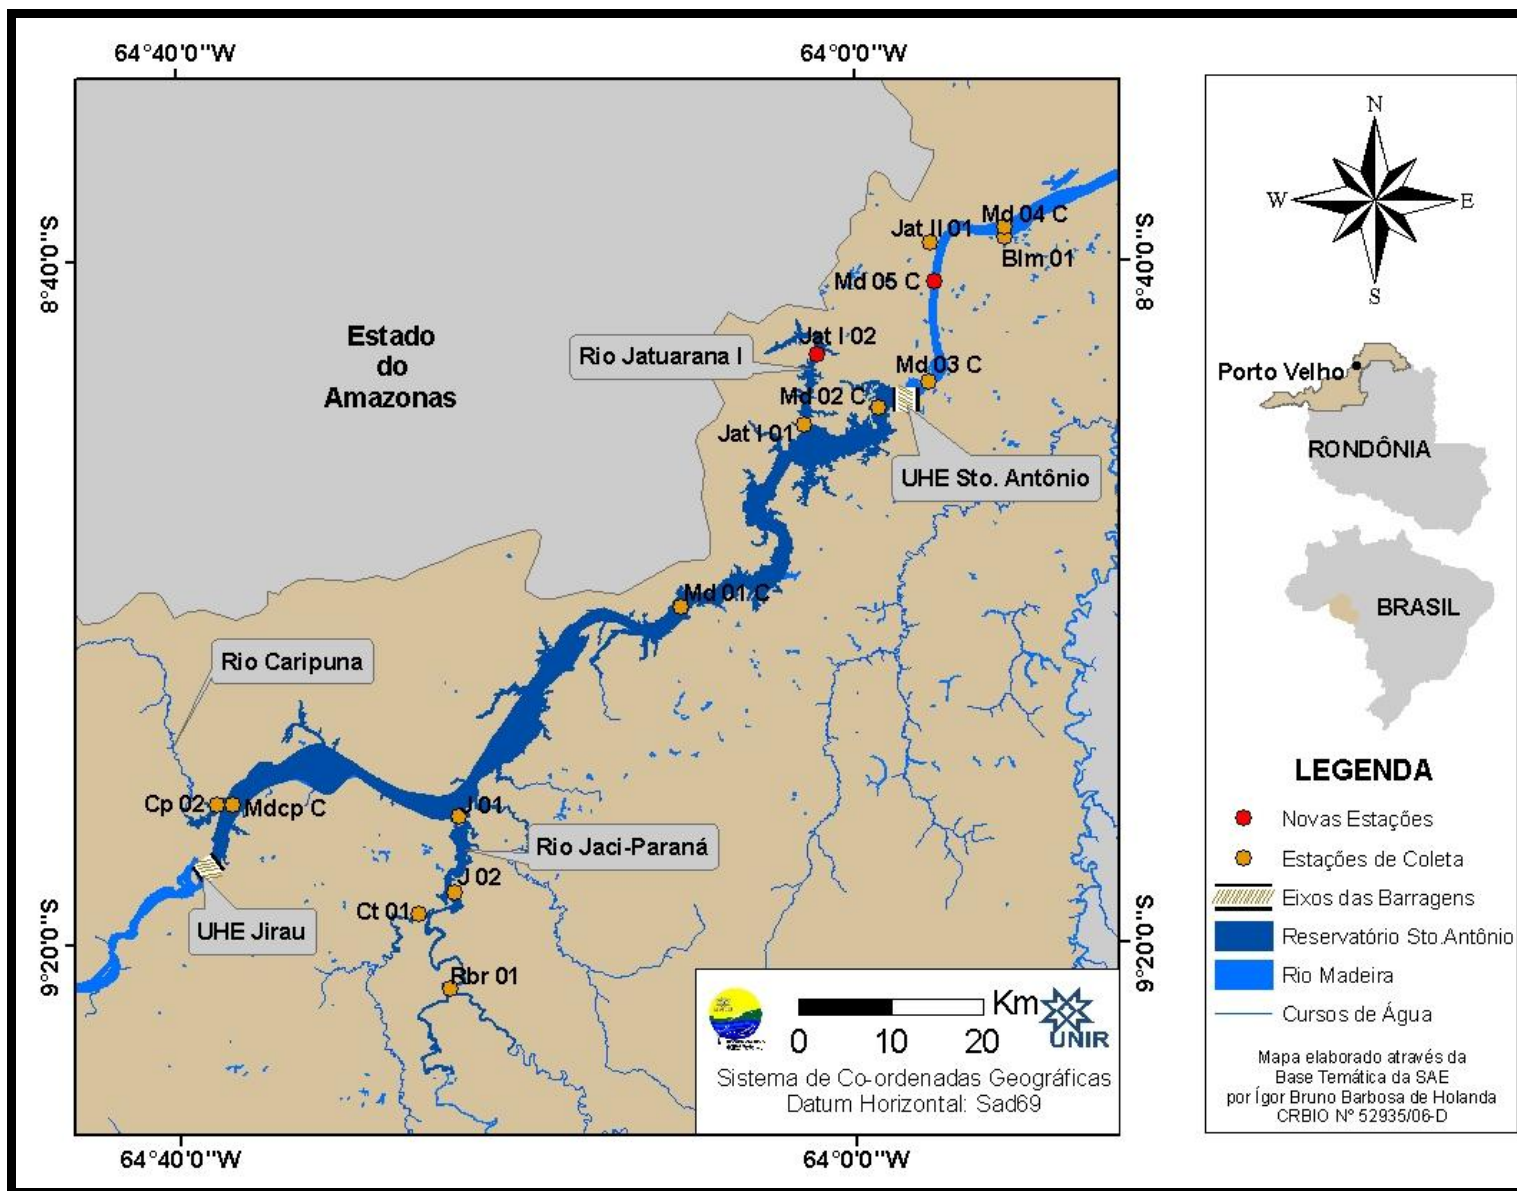 64°40'0"W
64°0'0"W
8°40'0"S
8°40'0"S
9°20'0"S
9°20'0"S
64°40'0"W
64°0'0"W
Estado
do
Amazonas
Md 04 C
Jat II 01
Blm 01
Md 05 C
Jat I 02
Rio Jatuarana I
Md 03 C
Md 02 C
Jat I 01
UHE Sto. Antônio
Md 01 C
Rio Caripuna
Cp 02
Mdcp C
J 01
Rio Jaci-Paraná
J 02
Ct 01
UHE Jirau
Rbr 01
Km
0 10 20
UNIR
Sistema de Co-ordenadas Geográficas
Datum Horizontal: Sad69
N
W
E
S
Porto Velho
RONDÔNIA
BRASIL
LEGENDA
Novas Estações
Estações de Coleta
Eixos das Barragens
Reservatório Sto.Antônio
Rio Madeira
Cursos de Água
Mapa elaborado através da
Base Temática da SAE
por Ígor Bruno Barbosa de Holanda
CRBIO Nº 52935/06-D